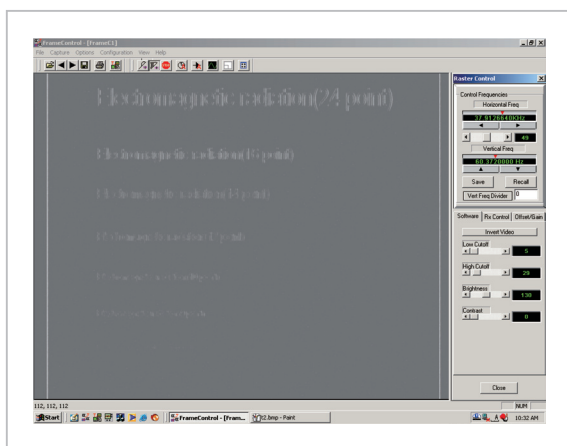 FrameControl - [FrameC1]
File Capture Options Configuration View Help
Electromagnetic radiation(24 point)
Electromagnetic radiation(16 point)
Raster Control
Control Frequencies
Horizontal Freq
37.9126640KHz
49
Vertical Freq
60.3720000 Hz
Save Recall
Vert Freq Divider 0
Software Rx Control Offset/Gain
Invert Video
Low Cutoff
5
High Cutoff
29
Brightness
130
Contrast
0
Close
112, 112, 112 NUM
Start FrameControl - [Fram... t2.bmp - Paint 10:32 AM